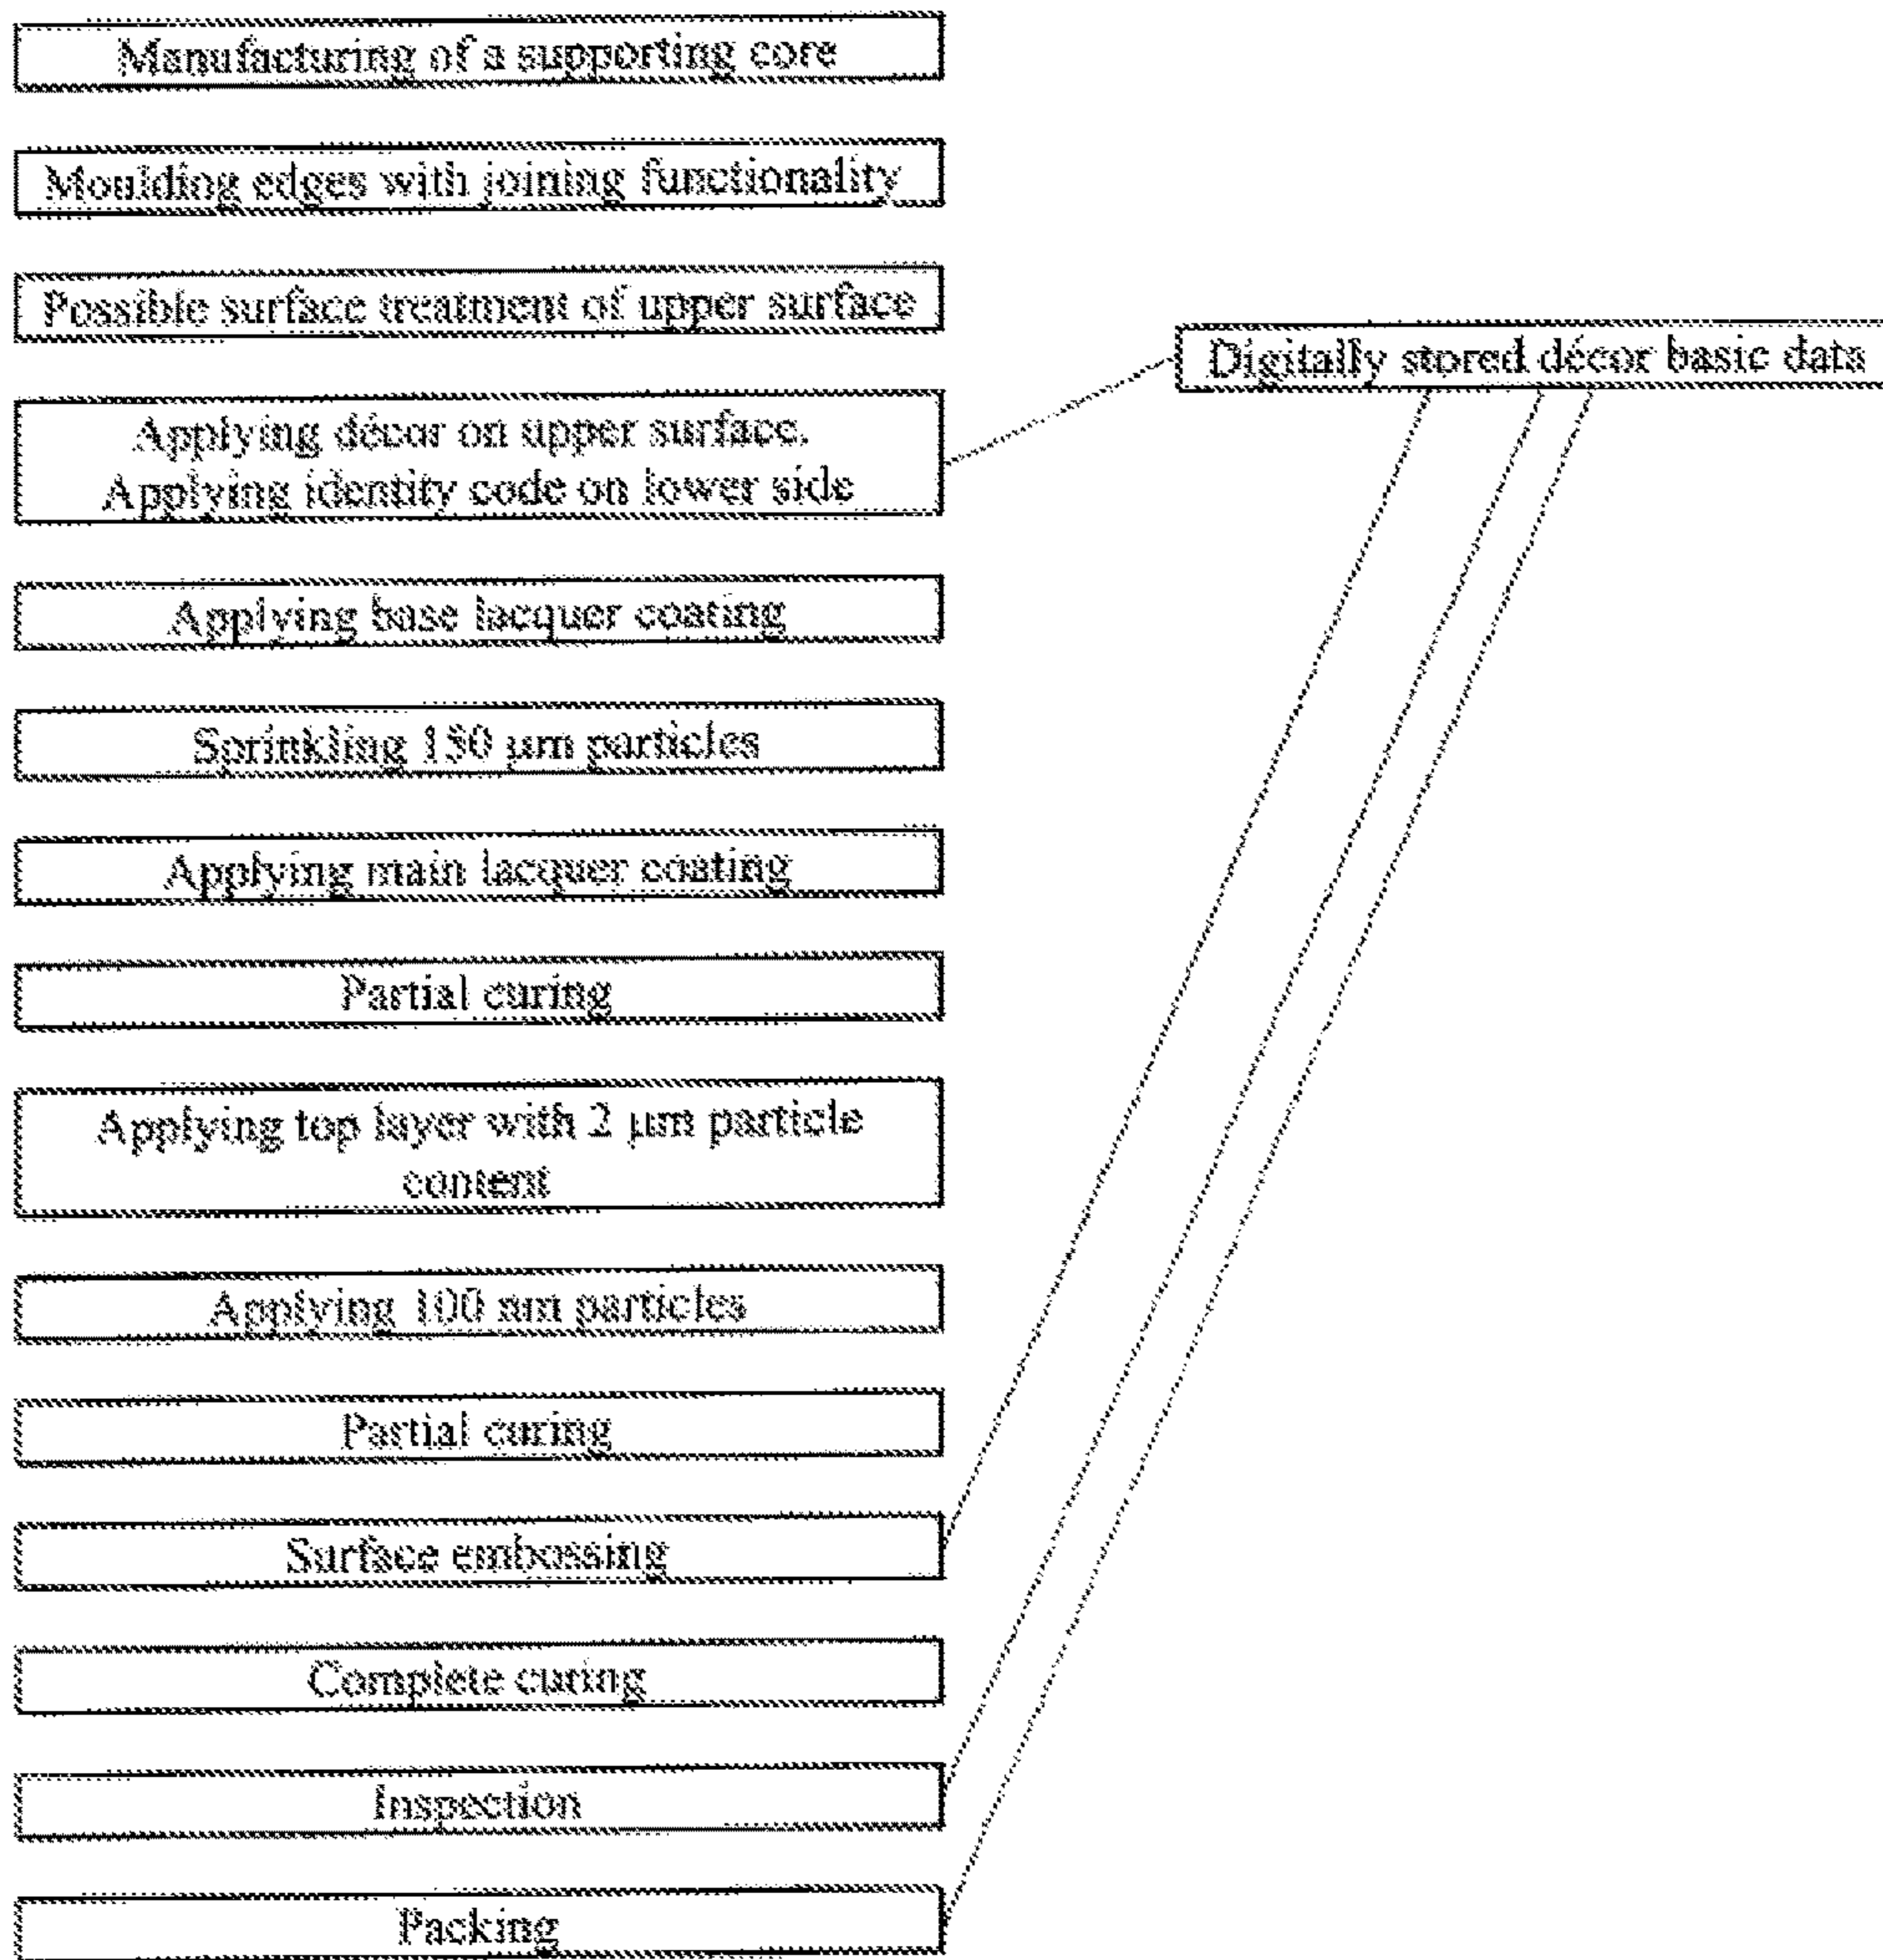 Manufacturing of a supporting core
Moulding edges with joining functionality
Possible surface treatment of upper surface
Digitally stored décor basic data
Applying décor on upper surface.
Applying identity code on lower side
Applying base lacquer coating
Sprinkling 150 µm particles
Applying main lacquer coating
Partial curing
Applying top layer with 2 µm particle
content
Applying 100 nm particles
Partial curing
Surface embossing
Complete curing
Inspection
Packing